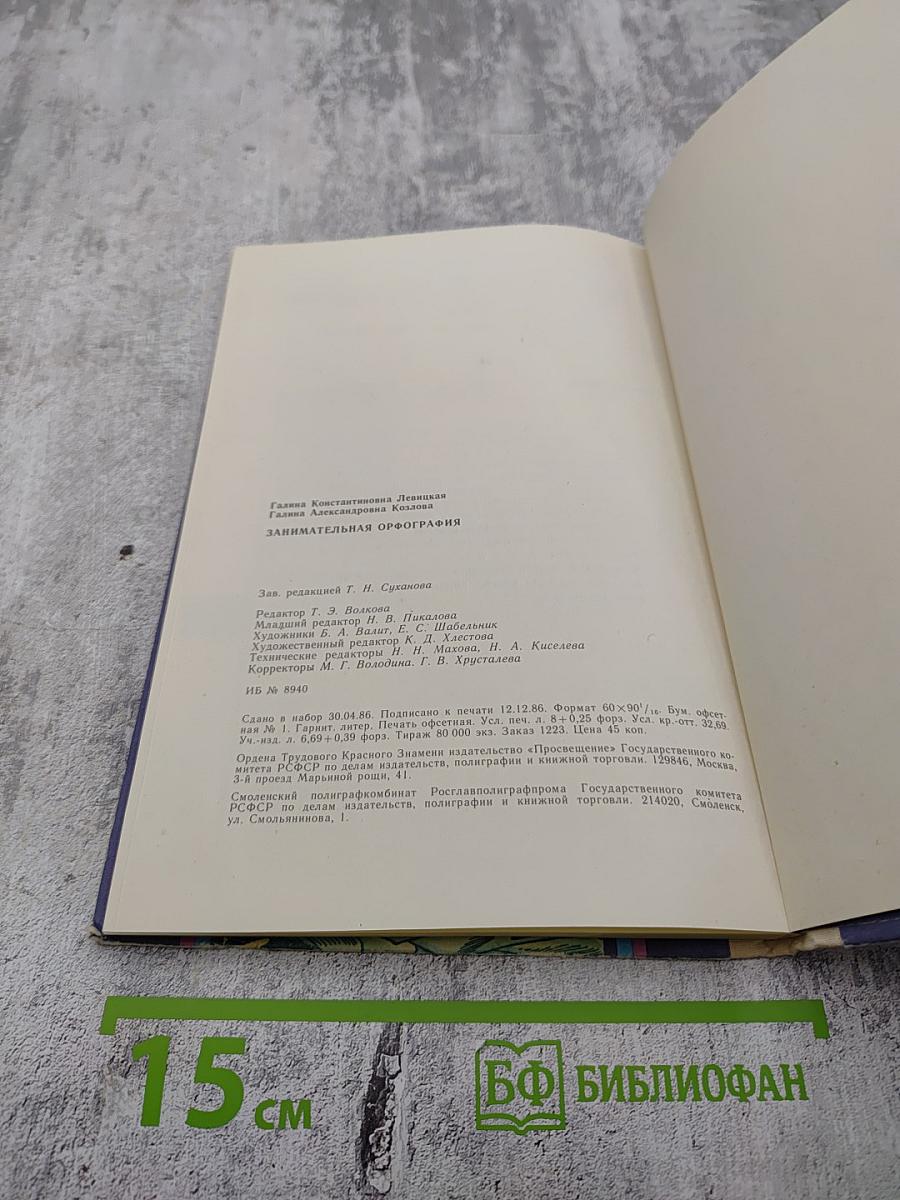 Галина Константиновна Левицкая
Галина Александровна Козлова
ЗАНИМАТЕЛЬНАЯ ОРФОГРАФИЯ
Зав. редакцией Т. Н. Суханова
Редактор Т. Э. Волкова
Младший редактор Н. В. Пикалова
Художники Б. А. Валит, Е. С. Шабельник
Художественный редактор К. Д. Хлестова
Технические редакторы Н. Н. Махова, Н. А. Киселева
Корректоры М. Г. Володина. Г. В. Хрусталева
ИБ № 8940
Сдано в набор 30.04.86. Подписано к печати 12.12.86. Формат 60×90¹/₁₆. Бум. офсет-
ная № 1. Гарнит. литер. Печать офсетная. Усл. печ. л. 8+0,25 форз. Усл. кр.-отт. 32,69.
Уч.-изд. л. 6,69+0,39 форз. Тираж 80 000 экз. Заказ 1223. Цена 45 коп.
Ордена Трудового Красного Знамени издательство «Просвещение» Государственного ко-
митета РСФСР по делам издательств, полиграфии и книжной торговли. 129846, Москва,
3-й проезд Марьиной рощи, 41.
Смоленский полиграфкомбинат Росглавполиграфпрома Государственного комитета
РСФСР по делам издательств, полиграфии и книжной торговли. 214020, Смоленск,
ул. Смольянинова, 1.
15 см
БФ БИБЛИОФАН